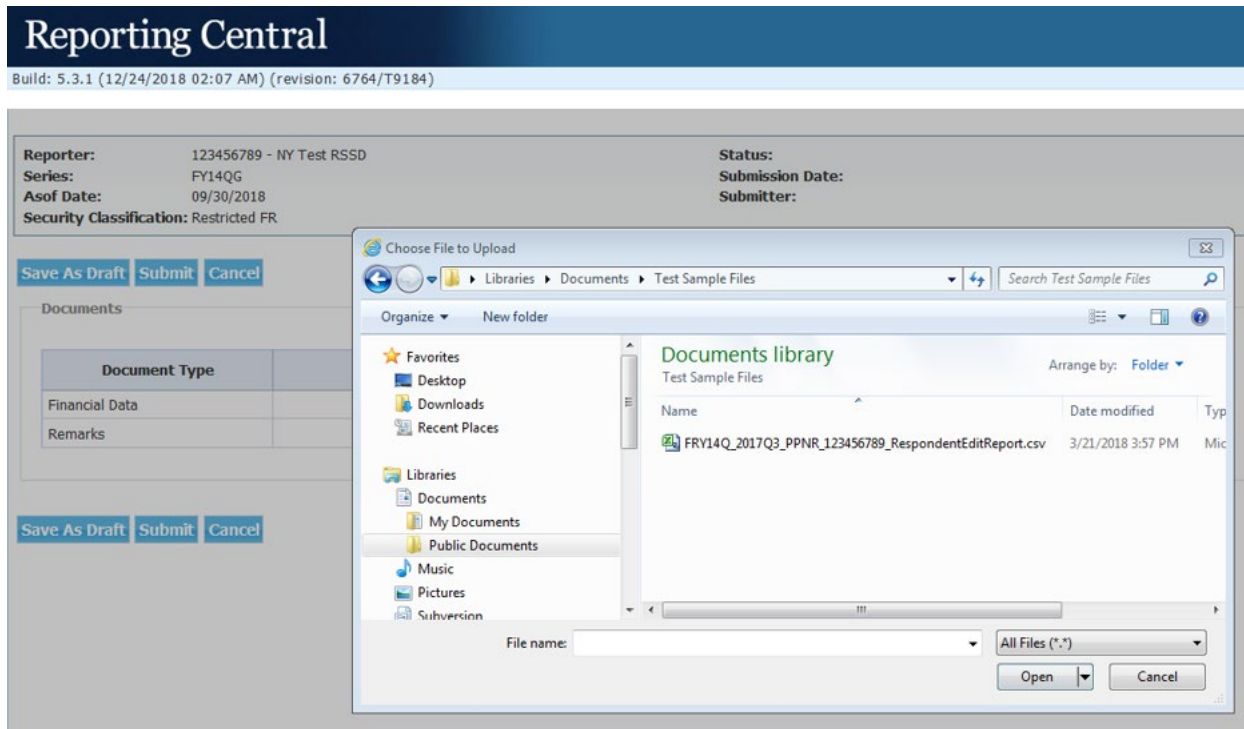 Reporting Central
Build: 5.3.1 (12/24/2018 02:07 AM) (revision: 6764/T9184)
Reporter: 123456789 - NY Test RSSD Status:
Series: FY14QG Submission Date:
Asof Date: 09/30/2018 Submitter:
Security Classification: Restricted FR
Choose File to Upload
Libraries Documents Test Sample Files Search Test Sample Files
Save As Draft Submit Cancel
Documents
Organize New folder
Favorites
Desktop
Downloads
Recent Places
Libraries
Documents
My Documents
Public Documents
Music
Pictures
Subversion
Documents library
Test Sample Files
Arrange by: Folder
Name Date modified Typ
FRY14Q_2017Q3_PPNR_123456789_RespondentEditReport.csv 3/21/2018 3:57 PM Mic
Document Type
Financial Data
Remarks
Save As Draft Submit Cancel
File name: All Files (*.*)
Open Cancel